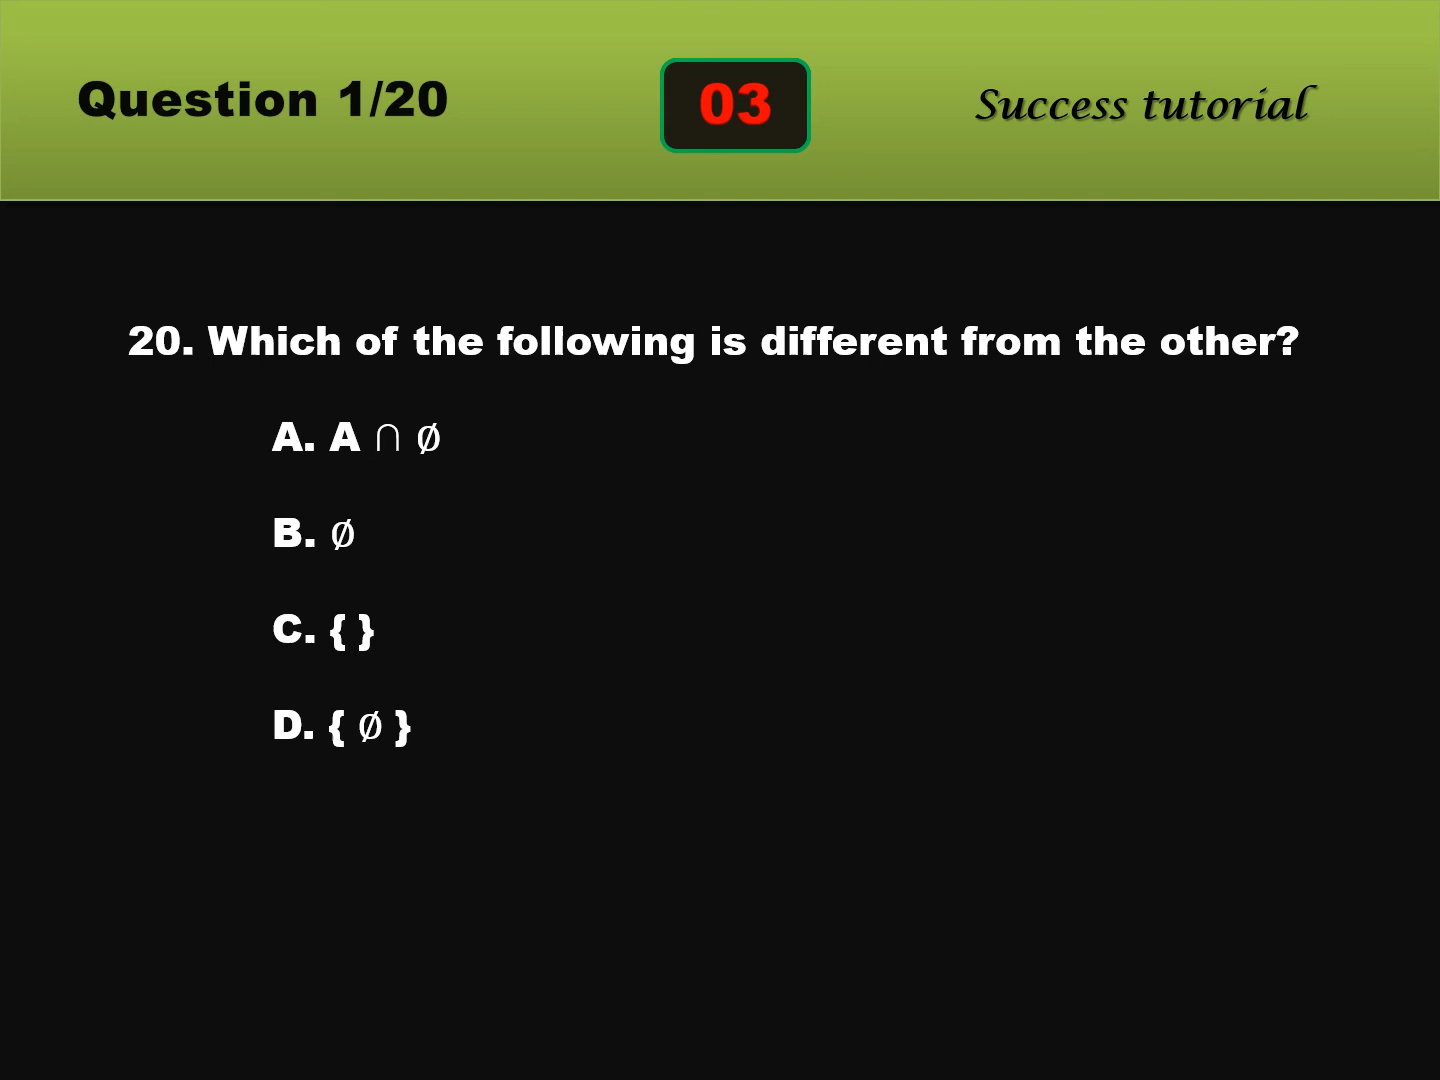 Question 1/20
03
Success tutorial
20. Which of the following is different from the other?
A. A ∩ ∅
B. ∅
C. { }
D. { ∅ }